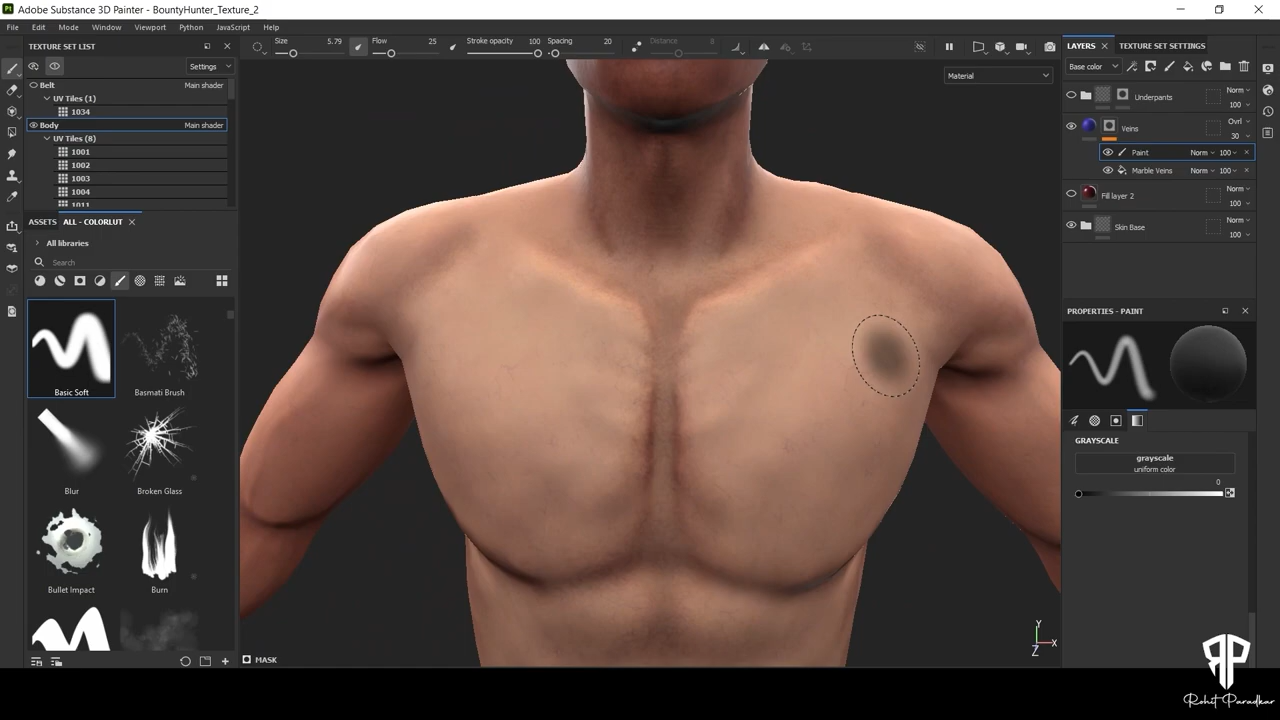 Adobe Substance 3D Painter - BountyHunter_Texture_2
File Edit Mode Window Viewport Python JavaScript Help
TEXTURE SET LIST
Size 5.79 Flow 25 Stroke opacity 100 Spacing 20 Distance 8
LAYERS TEXTURE SET SETTINGS
Settings
Base color
Material
Belt Main shader
UV Tiles (1)
1034
Body Main shader
UV Tiles (8)
1001
1002
1003
1004
1011
Underpants Norm 100
Veins Ovrl 30
Paint Norm 100
Marble Veins Norm 100
Fill layer 2 Norm 100
Skin Base Norm 100
ASSETS ALL - COLORLUT
All libraries
Search
Basic Soft Basmati Brush
Blur Broken Glass
Bullet Impact Burn
PROPERTIES - PAINT
GRAYSCALE
grayscale
uniform color
0
Y
X
Z
MASK
Rohit Paradkar